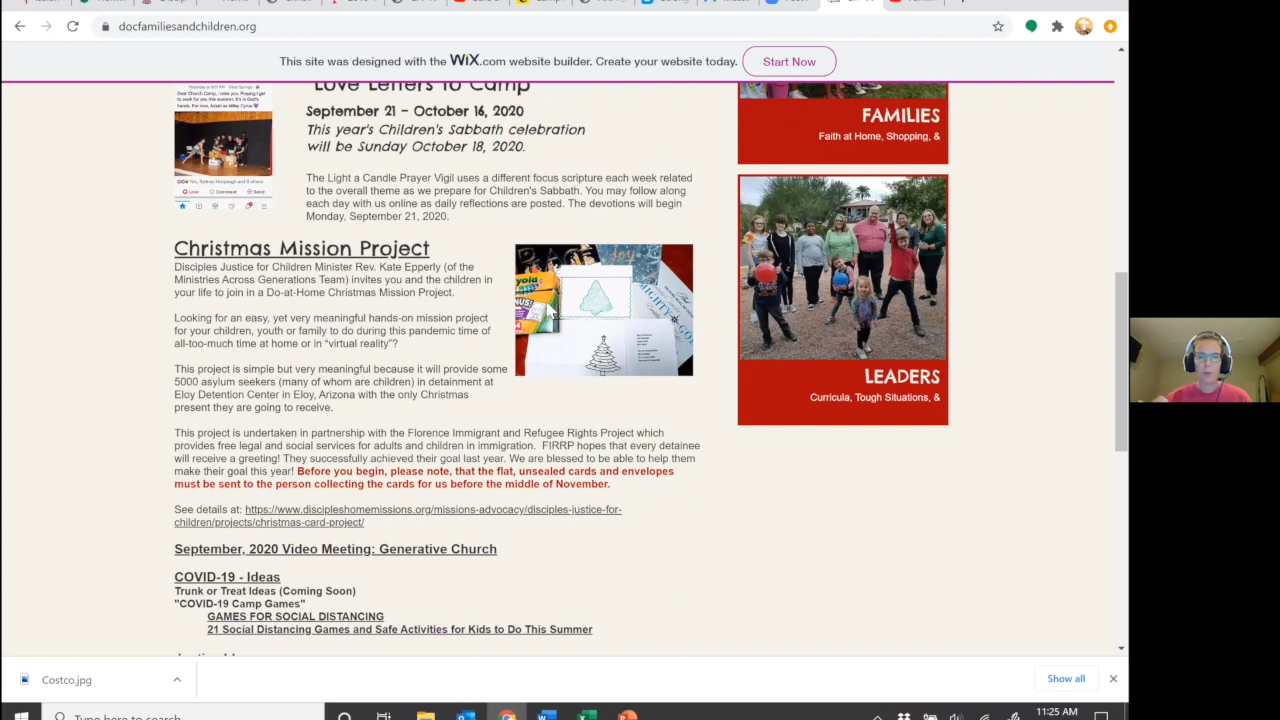 docfamiliesandchildren.org
This site was designed with the WiX.com website builder. Create your website today.
Start Now
Love Letters to Camp
September 21 – October 16, 2020
This year's Children's Sabbath celebration
will be Sunday October 18, 2020.
The Light a Candle Prayer Vigil uses a different focus scripture each week related
to the overall theme as we prepare for Children's Sabbath. You may follow along
each day with us online as daily reflections are posted. The devotions will begin
Monday, September 21, 2020.
Christmas Mission Project
Disciples Justice for Children Minister Rev. Kate Epperly (of the
Ministries Across Generations Team) invites you and the children in
your life to join in a Do-at-Home Christmas Mission Project.
Looking for an easy, yet very meaningful hands-on mission project
for your children, youth or family to do during this pandemic time of
all-too-much time at home or in “virtual reality”?
This project is simple but very meaningful because it will provide some
5000 asylum seekers (many of whom are children) in detainment at
Eloy Detention Center in Eloy, Arizona with the only Christmas
present they are going to receive.
This project is undertaken in partnership with the Florence Immigrant and Refugee Rights Project which
provides free legal and social services for adults and children in immigration. FIRRP hopes that every detainee
will receive a greeting! They successfully achieved their goal last year. We are blessed to be able to help them
make their goal this year! Before you begin, please note, that the flat, unsealed cards and envelopes
must be sent to the person collecting the cards for us before the middle of November.
See details at: https://www.discipleshomemissions.org/missions-advocacy/disciples-justice-for-
children/projects/christmas-card-project/
September, 2020 Video Meeting: Generative Church
COVID-19 - Ideas
Trunk or Treat Ideas (Coming Soon)
"COVID-19 Camp Games"
GAMES FOR SOCIAL DISTANCING
21 Social Distancing Games and Safe Activities for Kids to Do This Summer
FAMILIES
Faith at Home, Shopping, &
LEADERS
Curricula, Tough Situations, &
Costco.jpg
Show all
Type here to search
11:25 AM